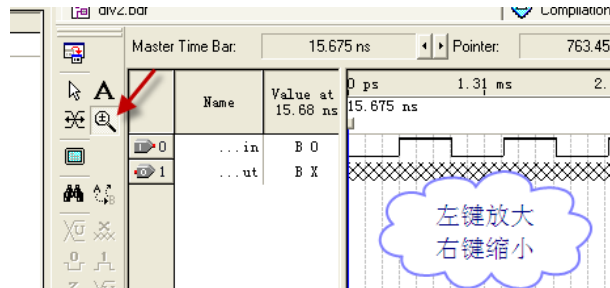 div2.bdf
Compilation
Master Time Bar: 15.675 ns Pointer: 763.45
A
Name
Value at
15.68 ns
0 ps 1.31 ms 2.
15.675 ns
0 ...in B 0
1 ...ut B X
左键放大
右键缩小